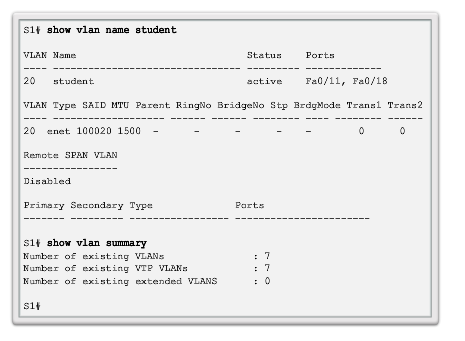 S1# show vlan name student
VLAN Name Status Ports
---- -------------------------------- --------- -------------
20 student active Fa0/11, Fa0/18
VLAN Type SAID MTU Parent RingNo BridgeNo Stp BrdgMode Trans1 Trans2
---- ---- ------ ---- ------ ------ -------- --- -------- ------ ------
20 enet 100020 1500 - - - - - 0 0
Remote SPAN VLAN
----------------
Disabled
Primary Secondary Type Ports
------- --------- ----------------- -----------------------
S1# show vlan summary
Number of existing VLANs : 7
Number of existing VTP VLANs : 7
Number of existing extended VLANS : 0
S1#